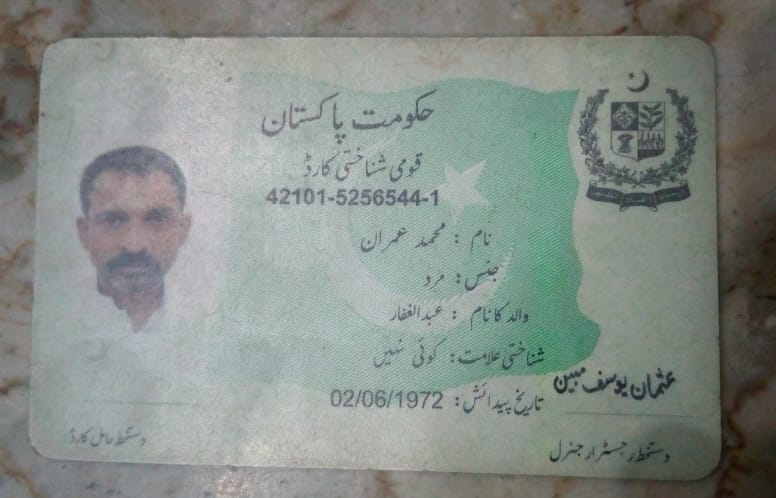 حکومت پاکستان
قومی شناختی کارڈ
42101-5256544-1
نام : محمد عمران
جنس : مرد
والد کا نام : عبدالغفار
شناختی علامت : کوئی نہیں
تاریخ پیدائش : 02/06/1972
عثمان یوسف مبین
دستخط حامل کارڈ
دستخط رجسٹرار جنرل